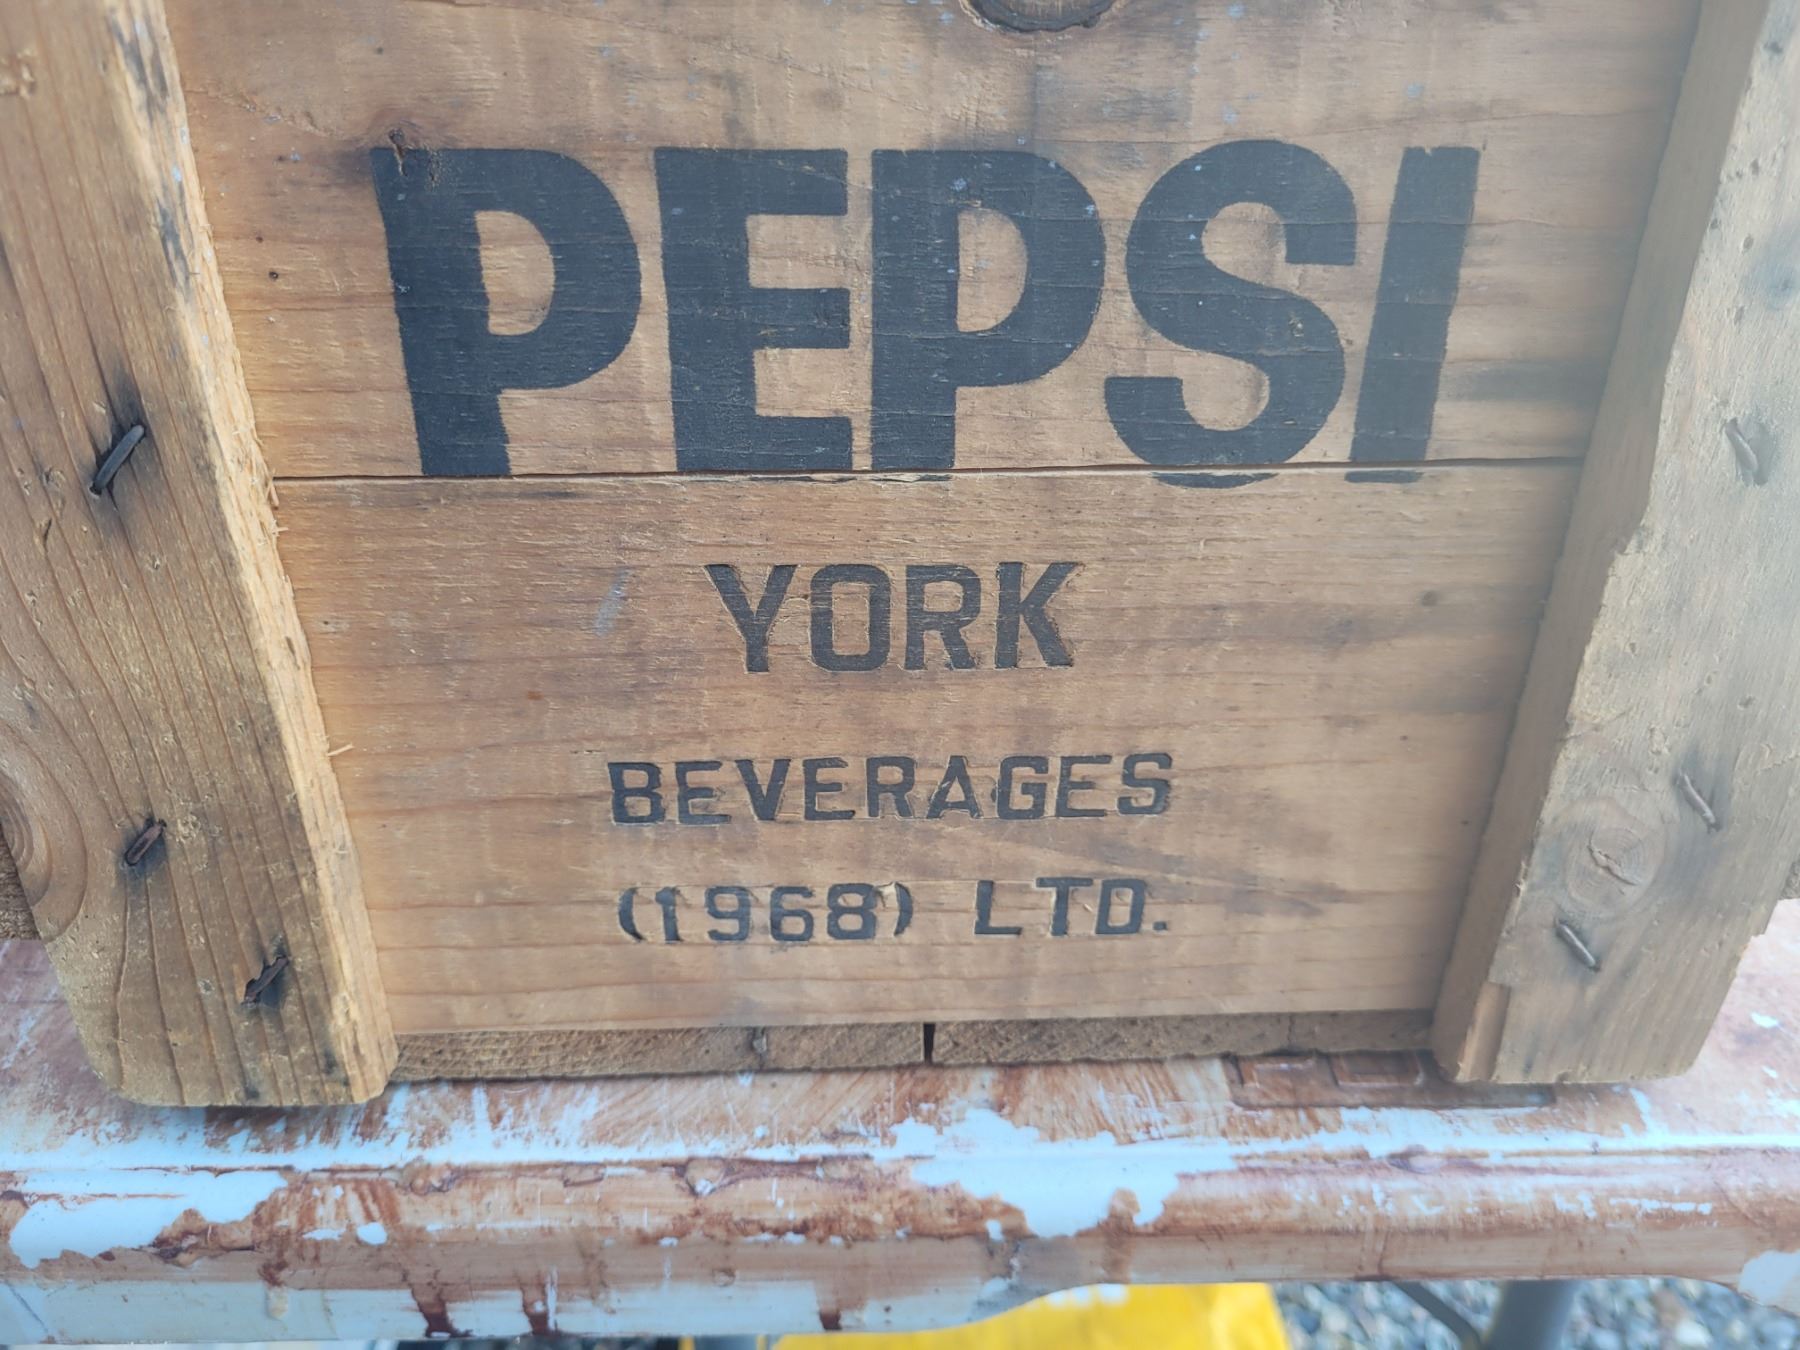 PEPSI
YORK
BEVERAGES
(1968) LTD.